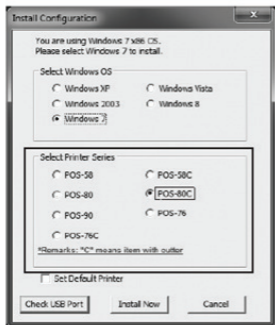 Install Configuration
You are using Windows 7 x86 OS.
Please select Windows 7 to install.
Select Windows OS
Windows XP
Windows Vista
Windows 2003
Windows 8
Windows 7
Select Printer Series
POS-58
POS-58C
POS-80
POS-80C
POS-90
POS-76
POS-76C
*Remarks: "C" means item with cutter
Set Default Printer
Check USB Port
Install Now
Cancel